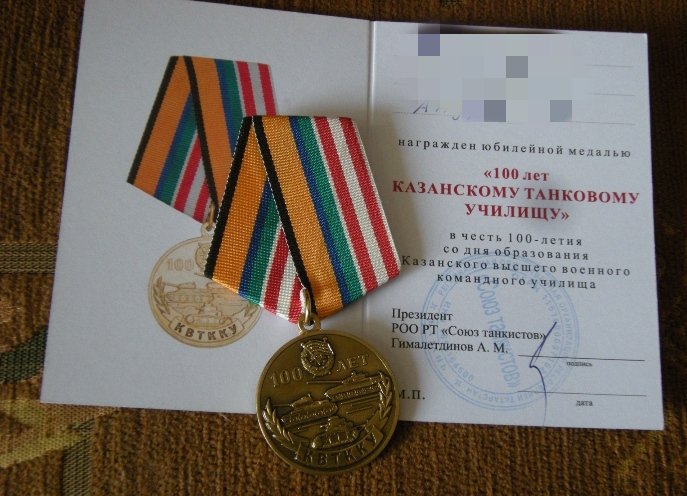 награжден юбилейной медалью
«100 лет
КАЗАНСКОМУ ТАНКОВОМУ
УЧИЛИЩУ»
в честь 100-летия
со дня образования
Казанского высшего военного
командного училища
Президент
РОО РТ «Союз танкистов»
Гималетдинов А. М.
подпись
М.П.
дата
100
КВТККУ
100 ЛЕТ
КВТККУ